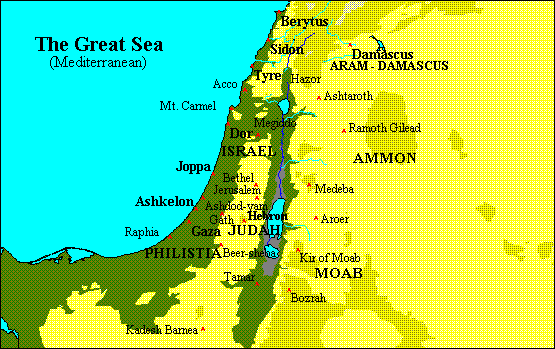 Berytus
The Great Sea
(Mediterranean)
Sidon
Damascus
ARAM - DAMASCUS
Tyre
Hazor
Acco
Ashtaroth
Mt. Carmel
Megiddo
Dor
Ramoth Gilead
ISRAEL
AMMON
Joppa
Bethel
Jerusalem
Medeba
Ashkelon
Ashdod-yam
Gath
Hebron
Aroer
Raphia
Gaza
JUDAH
PHILISTIA
Beer-sheba
Kir of Moab
Tamar
MOAB
Bozrah
Kadesh Barnea